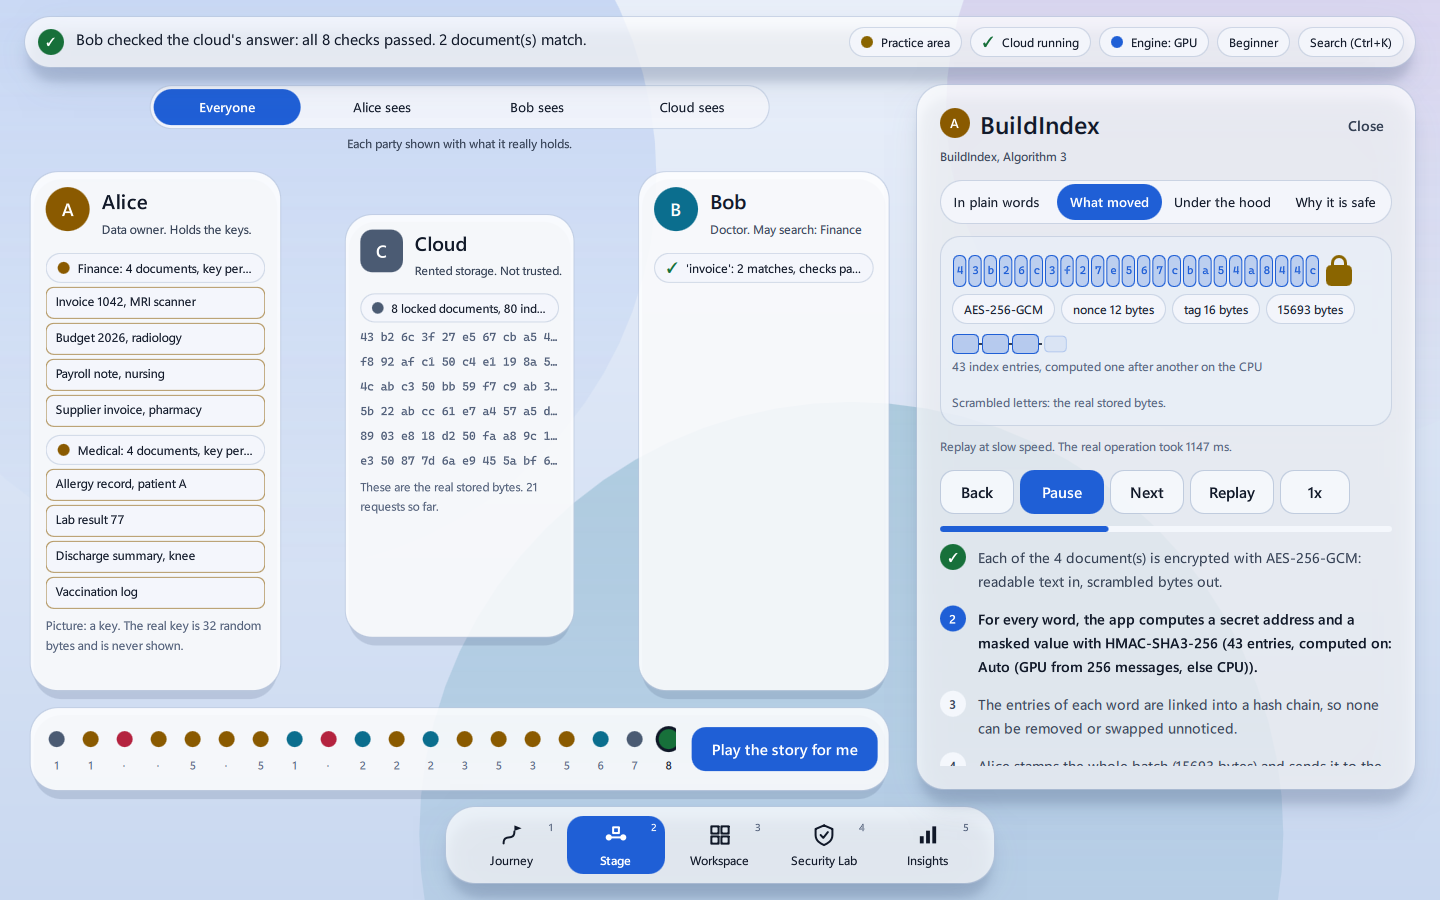 Bob checked the cloud's answer: all 8 checks passed. 2 document(s) match.
Practice area
Cloud running
Engine: GPU
Beginner
Search (Ctrl+K)
Everyone
Alice sees
Bob sees
Cloud sees
Each party shown with what it really holds.
A
Alice
Data owner. Holds the keys.
Finance: 4 documents, key per...
Invoice 1042, MRI scanner
Budget 2026, radiology
Payroll note, nursing
Supplier invoice, pharmacy
Medical: 4 documents, key per...
Allergy record, patient A
Lab result 77
Discharge summary, knee
Vaccination log
Picture: a key. The real key is 32 random
bytes and is never shown.
C
Cloud
Rented storage. Not trusted.
8 locked documents, 80 ind...
43 b2 6c 3f 27 e5 67 cb a5 4…
f8 92 af c1 50 c4 e1 19 8a 5…
4c ab c3 50 bb 59 f7 c9 ab 3…
5b 22 ab cc 61 e7 a4 57 a5 d…
89 03 e8 18 d2 50 fa a8 9c 1…
e3 50 87 7d 6a e9 45 5a bf 6…
These are the real stored bytes. 21
requests so far.
B
Bob
Doctor. May search: Finance
'invoice': 2 matches, checks pa...
1 1 · · 5 · 5 1 · 2 2 2 3 5 3 5 6 7 8
Play the story for me
A
BuildIndex
Close
BuildIndex, Algorithm 3
In plain words
What moved
Under the hood
Why it is safe
4 3 b 2 6 c 3 f 2 7 e 5 6 7 c b a 5 4 a 8 4 4 c
AES-256-GCM
nonce 12 bytes
tag 16 bytes
15693 bytes
43 index entries, computed one after another on the CPU
Scrambled letters: the real stored bytes.
Replay at slow speed. The real operation took 1147 ms.
Back
Pause
Next
Replay
1x
Each of the 4 document(s) is encrypted with AES-256-GCM:
readable text in, scrambled bytes out.
2
For every word, the app computes a secret address and a
masked value with HMAC-SHA3-256 (43 entries, computed on:
Auto (GPU from 256 messages, else CPU)).
3
The entries of each word are linked into a hash chain, so none
can be removed or swapped unnoticed.
4
Alice stamps the whole batch (15693 bytes) and sends it to the
Journey
1
Stage
2
Workspace
3
Security Lab
4
Insights
5